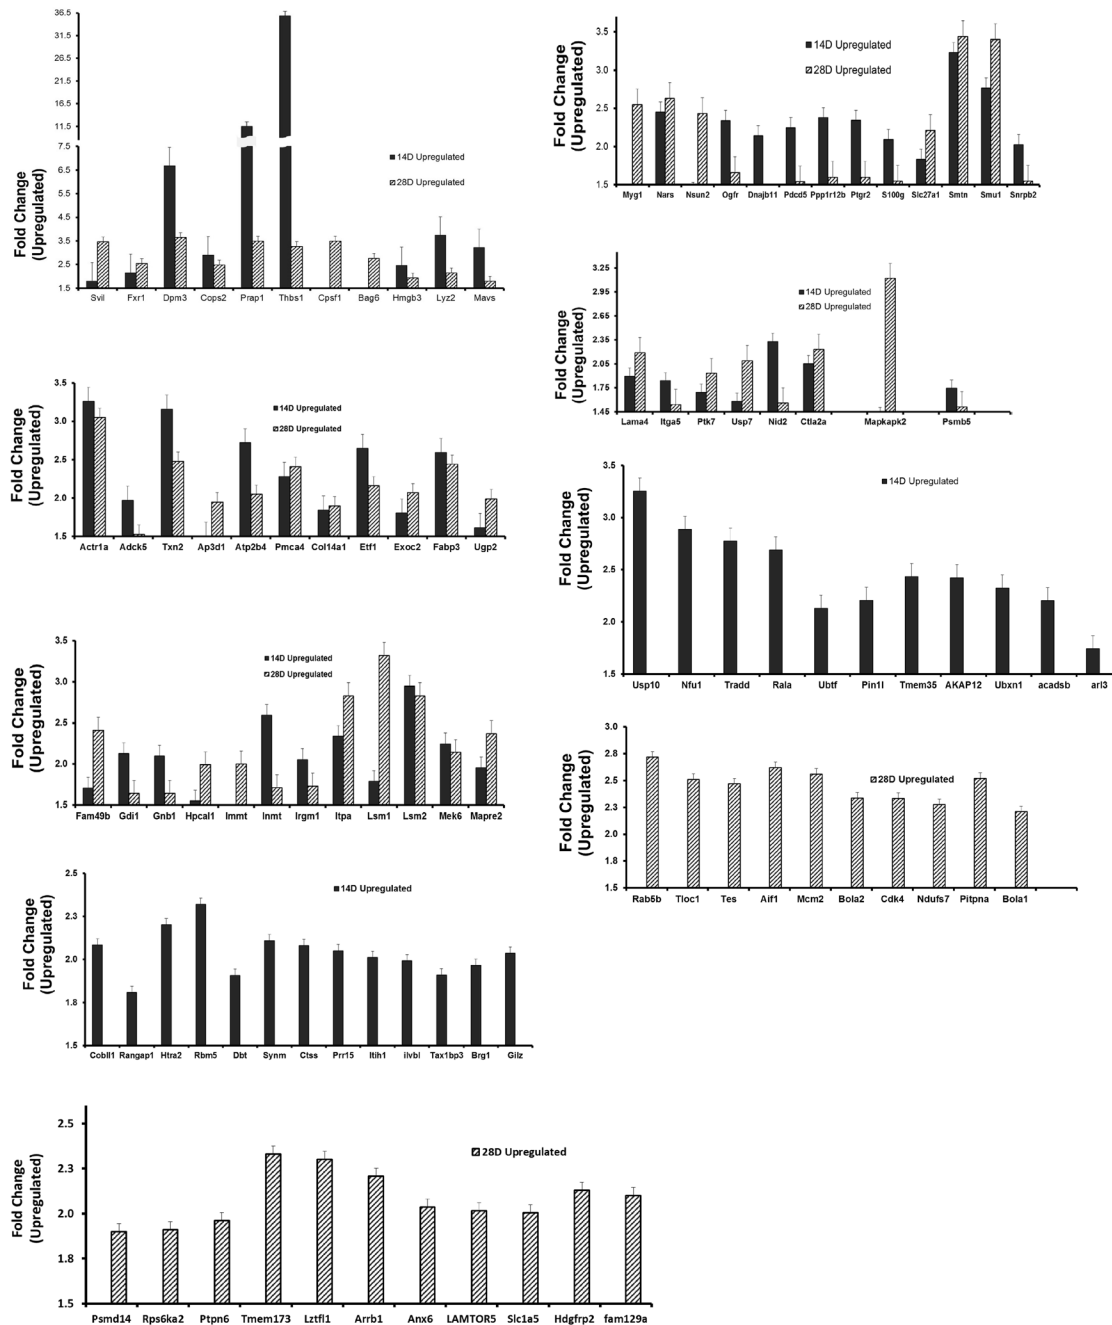 36.5
31.5
26.5
21.5
16.5
11.5
7.5
6.5
5.5
4.5
3.5
2.5
1.5
Fold Change
(Upregulated)
14D Upregulated
28D Upregulated
Svil Fxr1 Dpm3 Cops2 Prap1 Thbs1 Cpsf1 Bag6 Hmgb3 Lyz2 Mavs
3.5
3.0
2.5
2.0
1.5
Fold Change
(Upregulated)
14D Upregulated
28D Upregulated
Myg1 Nars Nsun2 Ogfr Dnajb11 Pdcd5 Ppp1r12b Ptgr2 S100g Slc27a1 Smtn Smu1 Snrpb2
3.25
2.95
2.65
2.35
2.05
1.75
1.45
Fold Change
(Upregulated)
14D Upregulated
28D Upregulated
Lama4 Itga5 Ptk7 Usp7 Nid2 Ctla2a Mapkapk2 Psmb5
3.5
3.0
2.5
2.0
1.5
Fold Change
(Upregulated)
14D Upregulated
28D Upregulated
Actr1a Adck5 Txn2 Ap3d1 Atp2b4 Pmca4 Col14a1 Etf1 Exoc2 Fabp3 Ugp2
3.5
3.0
2.5
2.0
1.5
Fold Change
(Upregulated)
14D Upregulated
Usp10 Nfu1 Tradd Rala Ubtf Pin1l Tmem35 AKAP12 Ubxn1 acadsb arl3
3.5
3.0
2.5
2.0
1.5
Fold Change
(Upregulated)
14D Upregulated
28D Upregulated
Fam49b Gdi1 Gnb1 Hpcal1 Immt Inmt Irgm1 Itpa Lsm1 Lsm2 Mek6 Mapre2
3.0
2.8
2.5
2.3
2.0
1.8
1.5
Fold Change
(Upregulated)
28D Upregulated
Rab5b Tloc1 Tes Aif1 Mcm2 Bola2 Cdk4 Ndufs7 Pitpna Bola1
2.5
2.3
2.0
1.8
1.5
Fold Change
(Upregulated)
14D Upregulated
Cobll1 Rangap1 Htra2 Rbm5 Dbt Synm Ctss Prr15 Itih1 ilvbl Tax1bp3 Brg1 Gilz
2.5
2.3
2.0
1.8
1.5
Fold Change
(Upregulated)
28D Upregulated
Psmd14 Rps6ka2 Ptpn6 Tmem173 Lztfl1 Arrb1 Anx6 LAMTOR5 Slc1a5 Hdgfrp2 fam129a